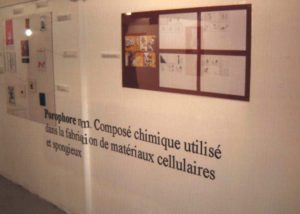 Porophore nm. Composé chimique utilisé
dans la fabrication de matériaux cellulaires
et spongieux